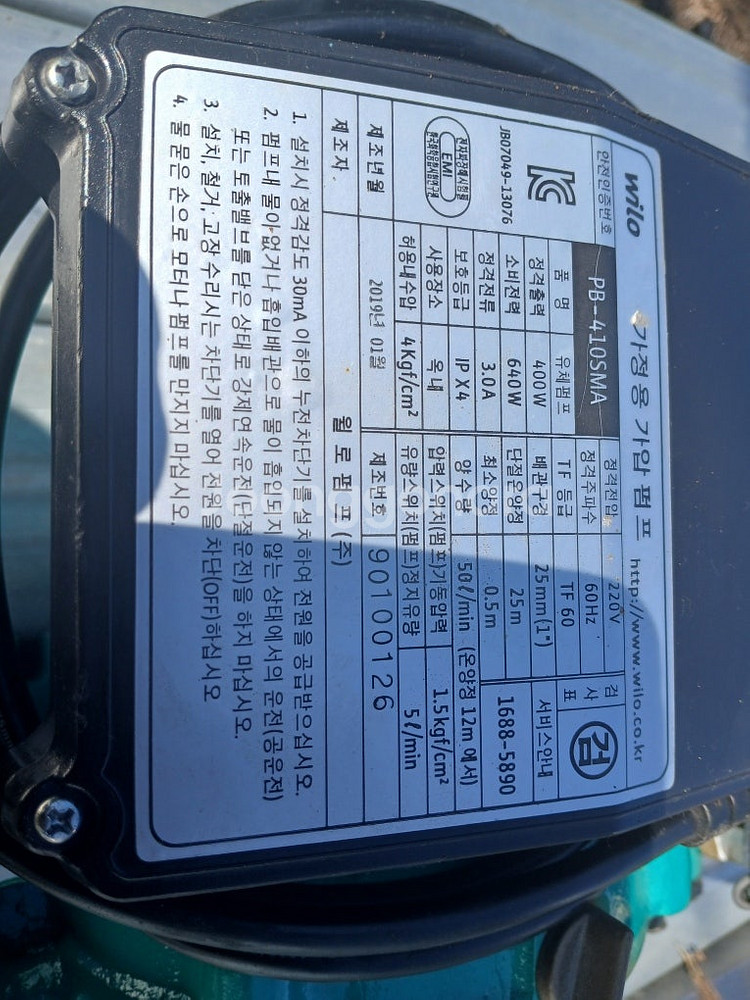 wilo 가정용 가압 펌프 http://www.wilo.co.kr
안전인증번호 PB-410SMA 정격전압 220V 검사표 검
JB07049-13076 정격주파수 60Hz
품 명 유체펌프 TF 등급 TF 60
정격출력 400W 배관구경 25mm(1") 서비스안내
소비전력 640W 단절온양정 25m 1688-5890
정격전류 3.0A 최소양정 0.5m
보호등급 IP X4 양수량 50ℓ/min (온양정 12m 에서)
사용장소 옥내 압력스위치(펌프)기동압력 1.5kgf/cm²
허용내수압 4Kgf/cm² 유량스위치(펌프)정지유량 5ℓ/min
EMI
제조년월 2019년 01월 제조번호 90100126
제조자 윌로펌프(주)
1. 설치시 정격감도 30mA 이하의 누전차단기를 설치하여 전원을 공급받으십시오.
2. 펌프내 물이 없거나 흡입배관으로 물이 흡입되지 않는 상태에서의 운전(공운전)
또는 토출밸브를 닫은 상태로 강제연속운전(단절운전)을 하지 마십시오.
3. 설치, 철거, 고장 수리시는 차단기를 열어 전원을 차단(OFF)하십시오
4. 물 묻은 손으로 모터나 펌프를 만지지 마십시오.